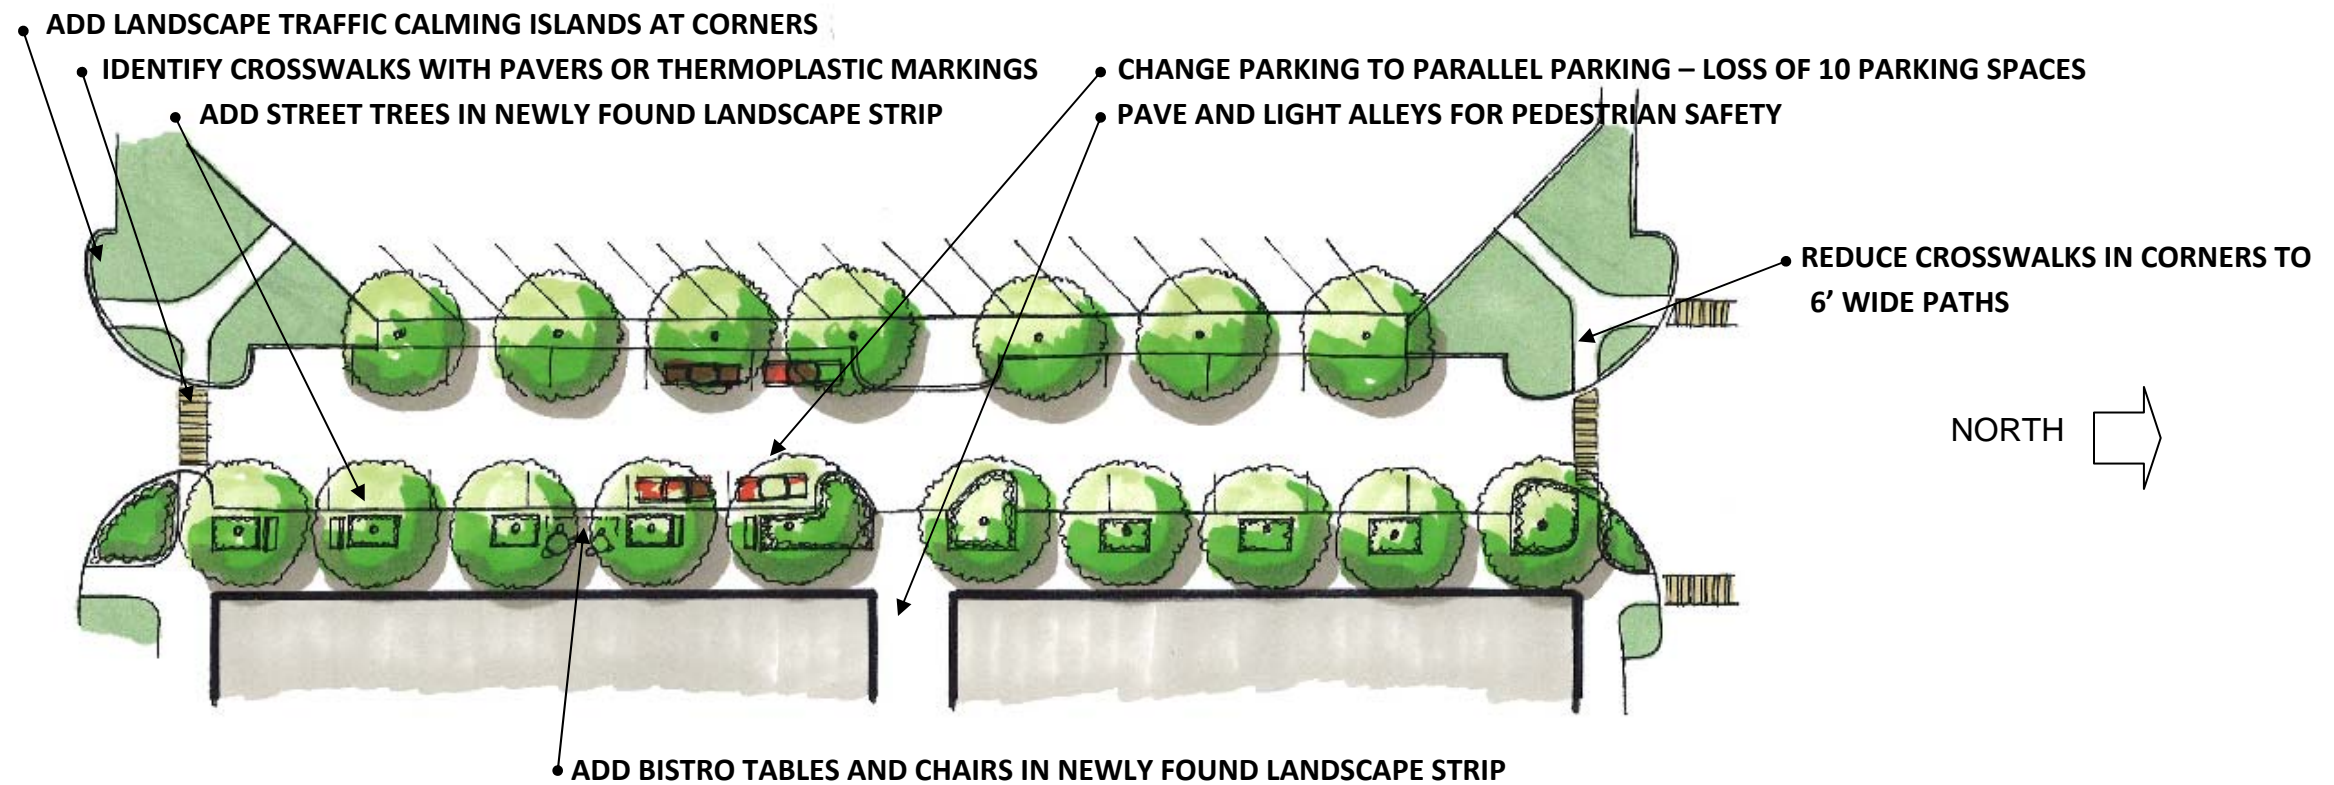 ADD LANDSCAPE TRAFFIC CALMING ISLANDS AT CORNERS
IDENTIFY CROSSWALKS WITH PAVERS OR THERMOPLASTIC MARKINGS
ADD STREET TREES IN NEWLY FOUND LANDSCAPE STRIP
CHANGE PARKING TO PARALLEL PARKING – LOSS OF 10 PARKING SPACES
PAVE AND LIGHT ALLEYS FOR PEDESTRIAN SAFETY
REDUCE CROSSWALKS IN CORNERS TO
6’ WIDE PATHS
NORTH
ADD BISTRO TABLES AND CHAIRS IN NEWLY FOUND LANDSCAPE STRIP